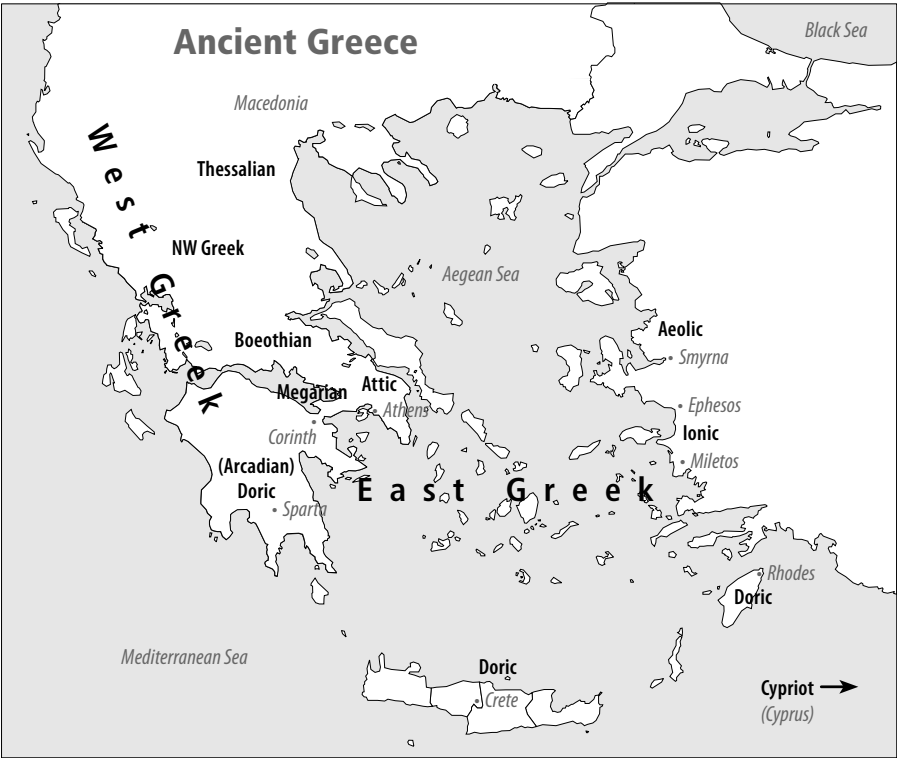 Black Sea
Ancient Greece
Macedonia
West Greek
Thessalian
NW Greek
Aegean Sea
Boeothian
Aeolic
Smyrna
Megarian
Attic
Athens
Ephesos
Corinth
Ionic
Miletos
(Arcadian)
Doric
East Greek
Sparta
Rhodes
Doric
Mediterranean Sea
Doric
Crete
Cypriot
(Cyprus)